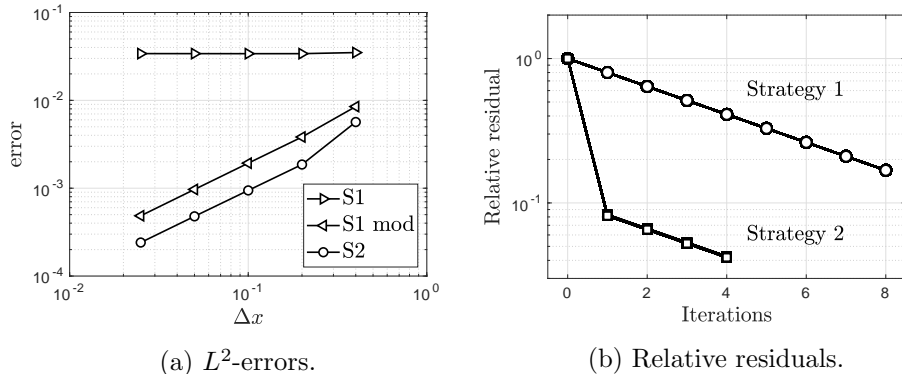 10^-1
10^-2
10^-3
10^-4
error
S1
S1 mod
S2
10^-2
10^-1
10^0
Δx
(a) L^2-errors.
10^0
10^-1
Relative residual
Strategy 1
Strategy 2
0
2
4
6
8
Iterations
(b) Relative residuals.